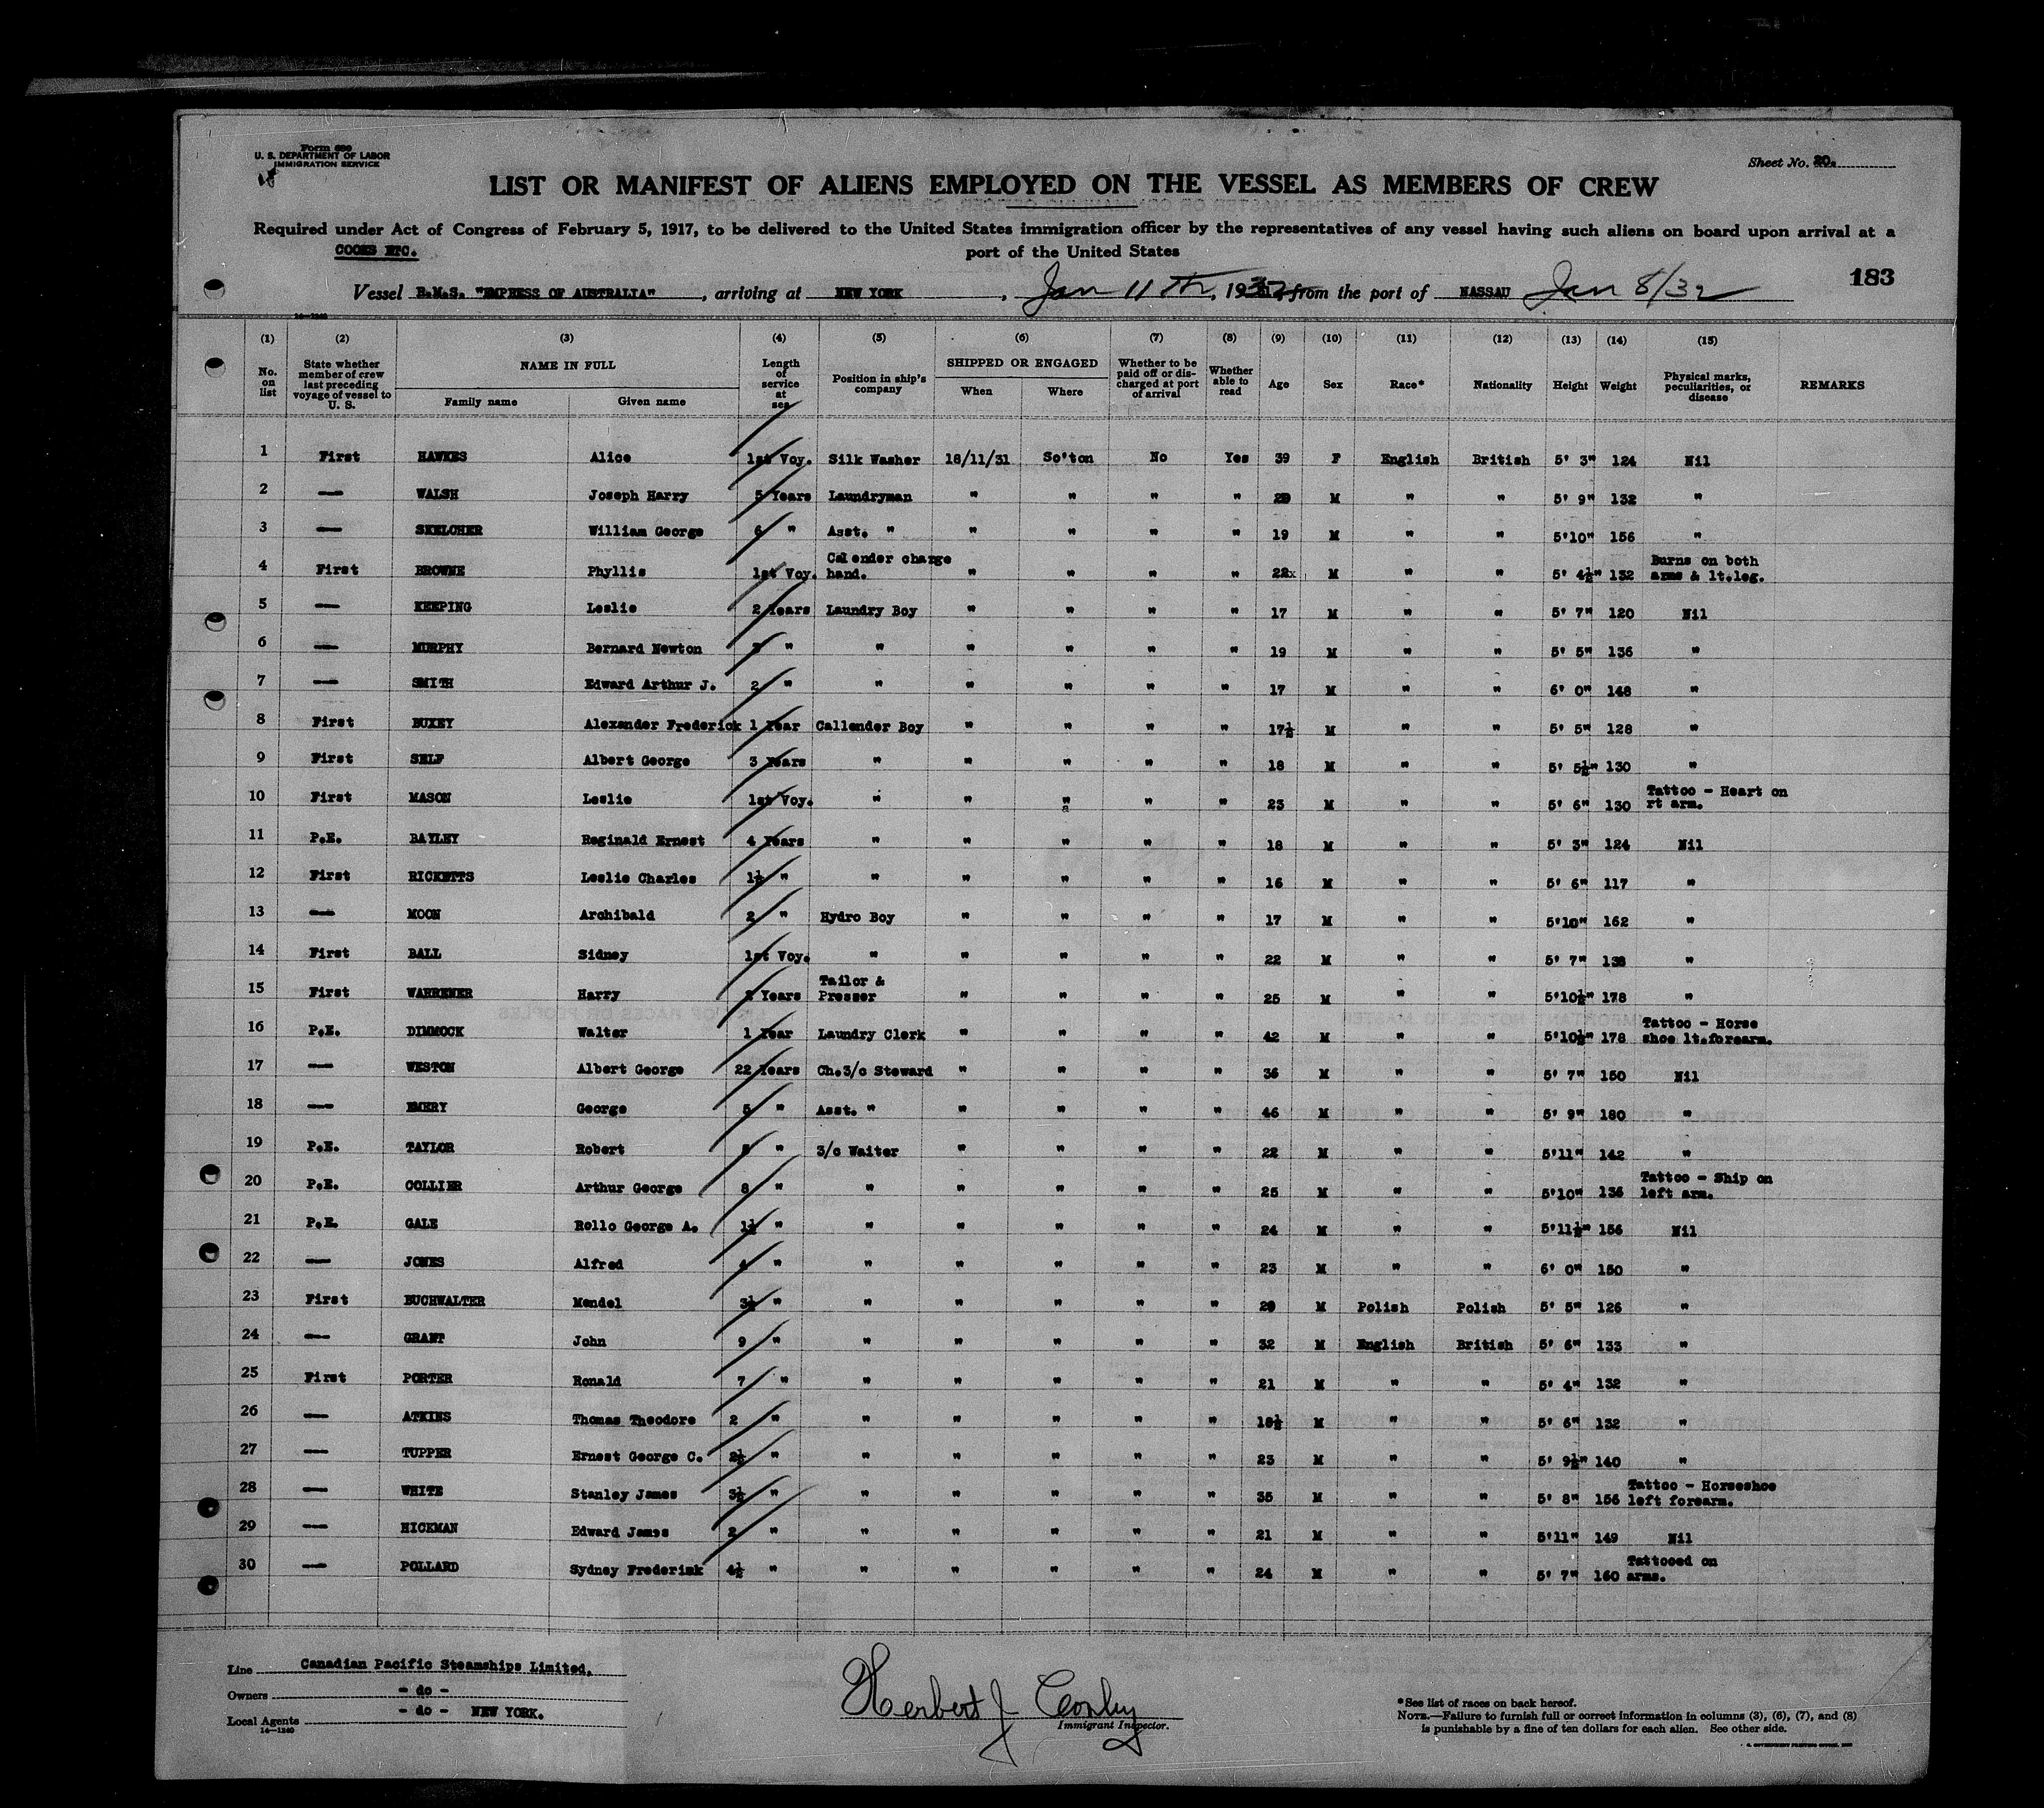 Form 680
U. S. DEPARTMENT OF LABOR
IMMIGRATION SERVICE
Sheet No. 20.
LIST OR MANIFEST OF ALIENS EMPLOYED ON THE VESSEL AS MEMBERS OF CREW
Required under Act of Congress of February 5, 1917, to be delivered to the United States immigration officer by the representatives of any vessel having such aliens on board upon arrival at a
COOKS ETC. port of the United States
183
Vessel R.M.S. "EMPRESS OF AUSTRALIA", arriving at NEW YORK, Jan 11th, 1932, from the port of NASSAU Jan 8/32
14—1240
(1) (2) (3) (4) (5) (6) (7) (8) (9) (10) (11) (12) (13) (14) (15)
No. on list State whether member of crew last preceding voyage of vessel to U. S. NAME IN FULL Family name Given name Length of service at sea Position in ship's company SHIPPED OR ENGAGED When Where Whether to be paid off or discharged at port of arrival Whether able to read Age Sex Race* Nationality Height Weight Physical marks, peculiarities, or disease REMARKS
1 First HAWKES Alice 1st Voy. Silk Washer 18/11/31 So'ton No Yes 39 F English British 5' 3" 124 Nil
2 — WALSH Joseph Harry 5 Years Laundryman " " " " 29 M " " 5' 9" 132 "
3 — SKELCHER William George 6 " Asst. " " " " " 19 M " " 5'10" 156 "
4 First BROWNE Phyllis 1st Voy. Calender charge hand. " " " " 22x M " " 5' 4½" 132 Burns on both arms & lt.leg.
5 — KEEPING Leslie 2 Years Laundry Boy " " " " 17 M " " 5' 7" 120 Nil
6 — MURPHY Bernard Newton " " " " " " 19 M " " 5' 5" 136 "
7 — SMITH Edward Arthur J. 2 " " " " " " 17 M " " 6' 0" 148 "
8 First BUXEY Alexander Frederick 1 Year Callender Boy " " " " 17½ M " " 5' 5" 128 "
9 First SELF Albert George 3 Years " " " " " 18 M " " 5' 5½" 130 "
10 First MASON Leslie 1st Voy. " " " " " 23 M " " 5' 6" 130 Tattoo - Heart on rt arm.
11 P.E. BAYLEY Reginald Ernest 4 Years " " " " " 18 M " " 5' 3" 124 Nil
12 First RICKETTS Leslie Charles 1½ " " " " " " 16 M " " 5' 6" 117 "
13 — MOON Archibald 2 " Hydro Boy " " " " 17 M " " 5'10" 162 "
14 First BALL Sidney 1st Voy. " " " " " 22 M " " 5' 7" 138 "
15 First WARRENER Harry Years Tailor & Presser " " " " 25 M " " 5'10½" 178 "
16 P.E. DIMMOCK Walter 1 Year Laundry Clerk " " " " 42 M " " 5'10½" 178 Tattoo - Horse shoe lt.forearm.
17 — WESTON Albert George 22 Years Ch.3/c Steward " " " " 36 M " " 5' 7" 150 Nil
18 — EMERY George 5 " Asst. " " " " " 46 M " " 5' 9" 180 "
19 P.E. TAYLOR Robert " 3/c Waiter " " " " 22 M " " 5'11" 142 "
20 P.E. COLLIER Arthur George 8 " " " " " " 25 M " " 5'10" 136 Tattoo - Ship on left arm.
21 P.E. GALE Rollo George A. 1½ " " " " " " 24 M " " 5'11½" 156 Nil
22 — JONES Alfred 4 " " " " " " 23 M " " 6' 0" 150 "
23 First BUCHWALTER Mendel 3½ " " " " " " 29 M Polish Polish 5' 5" 126 "
24 — GRANT John 9 " " " " " " 32 M English British 5' 6" 133 "
25 First PORTER Ronald 7 " " " " " " 21 M " " 5' 4" 132 "
26 — ATKINS Thomas Theodore 2 " " " " " " 18½ M " " 5' 6" 132 "
27 — TUPPER Ernest George C. 2½ " " " " " " 23 M " " 5' 9½" 140 "
28 — WHITE Stanley James 3½ " " " " " " 35 M " " 5' 8" 156 Tattoo - Horseshoe left forearm.
29 — HICKMAN Edward James 2 " " " " " " 21 M " " 5'11" 149 Nil
30 — POLLARD Sydney Frederick 4½ " " " " " " 24 M " " 5' 7" 160 Tattooed on arms.
Line Canadian Pacific Steamships Limited.
Owners - do -
Local Agents - do - NEW YORK.
14—1240
Herbert J Conley
Immigrant Inspector.
*See list of races on back hereof.
NOTE.—Failure to furnish full or correct information in columns (3), (6), (7), and (8)
is punishable by a fine of ten dollars for each alien. See other side.